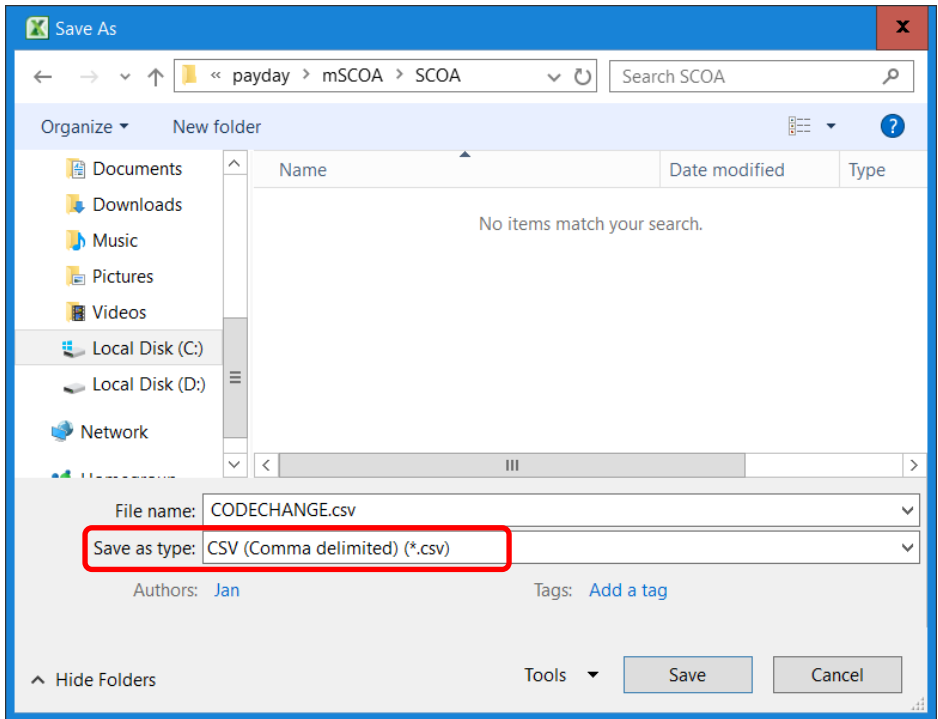 Save As
« payday > mSCOA > SCOA
Search SCOA
Organize
New folder
?
Documents
Name
Date modified
Type
Downloads
No items match your search.
Music
Pictures
Videos
Local Disk (C:)
Local Disk (D:)
Network
File name: CODECHANGE.csv
Save as type: CSV (Comma delimited) (*.csv)
Authors: Jan
Tags: Add a tag
Hide Folders
Tools
Save
Cancel